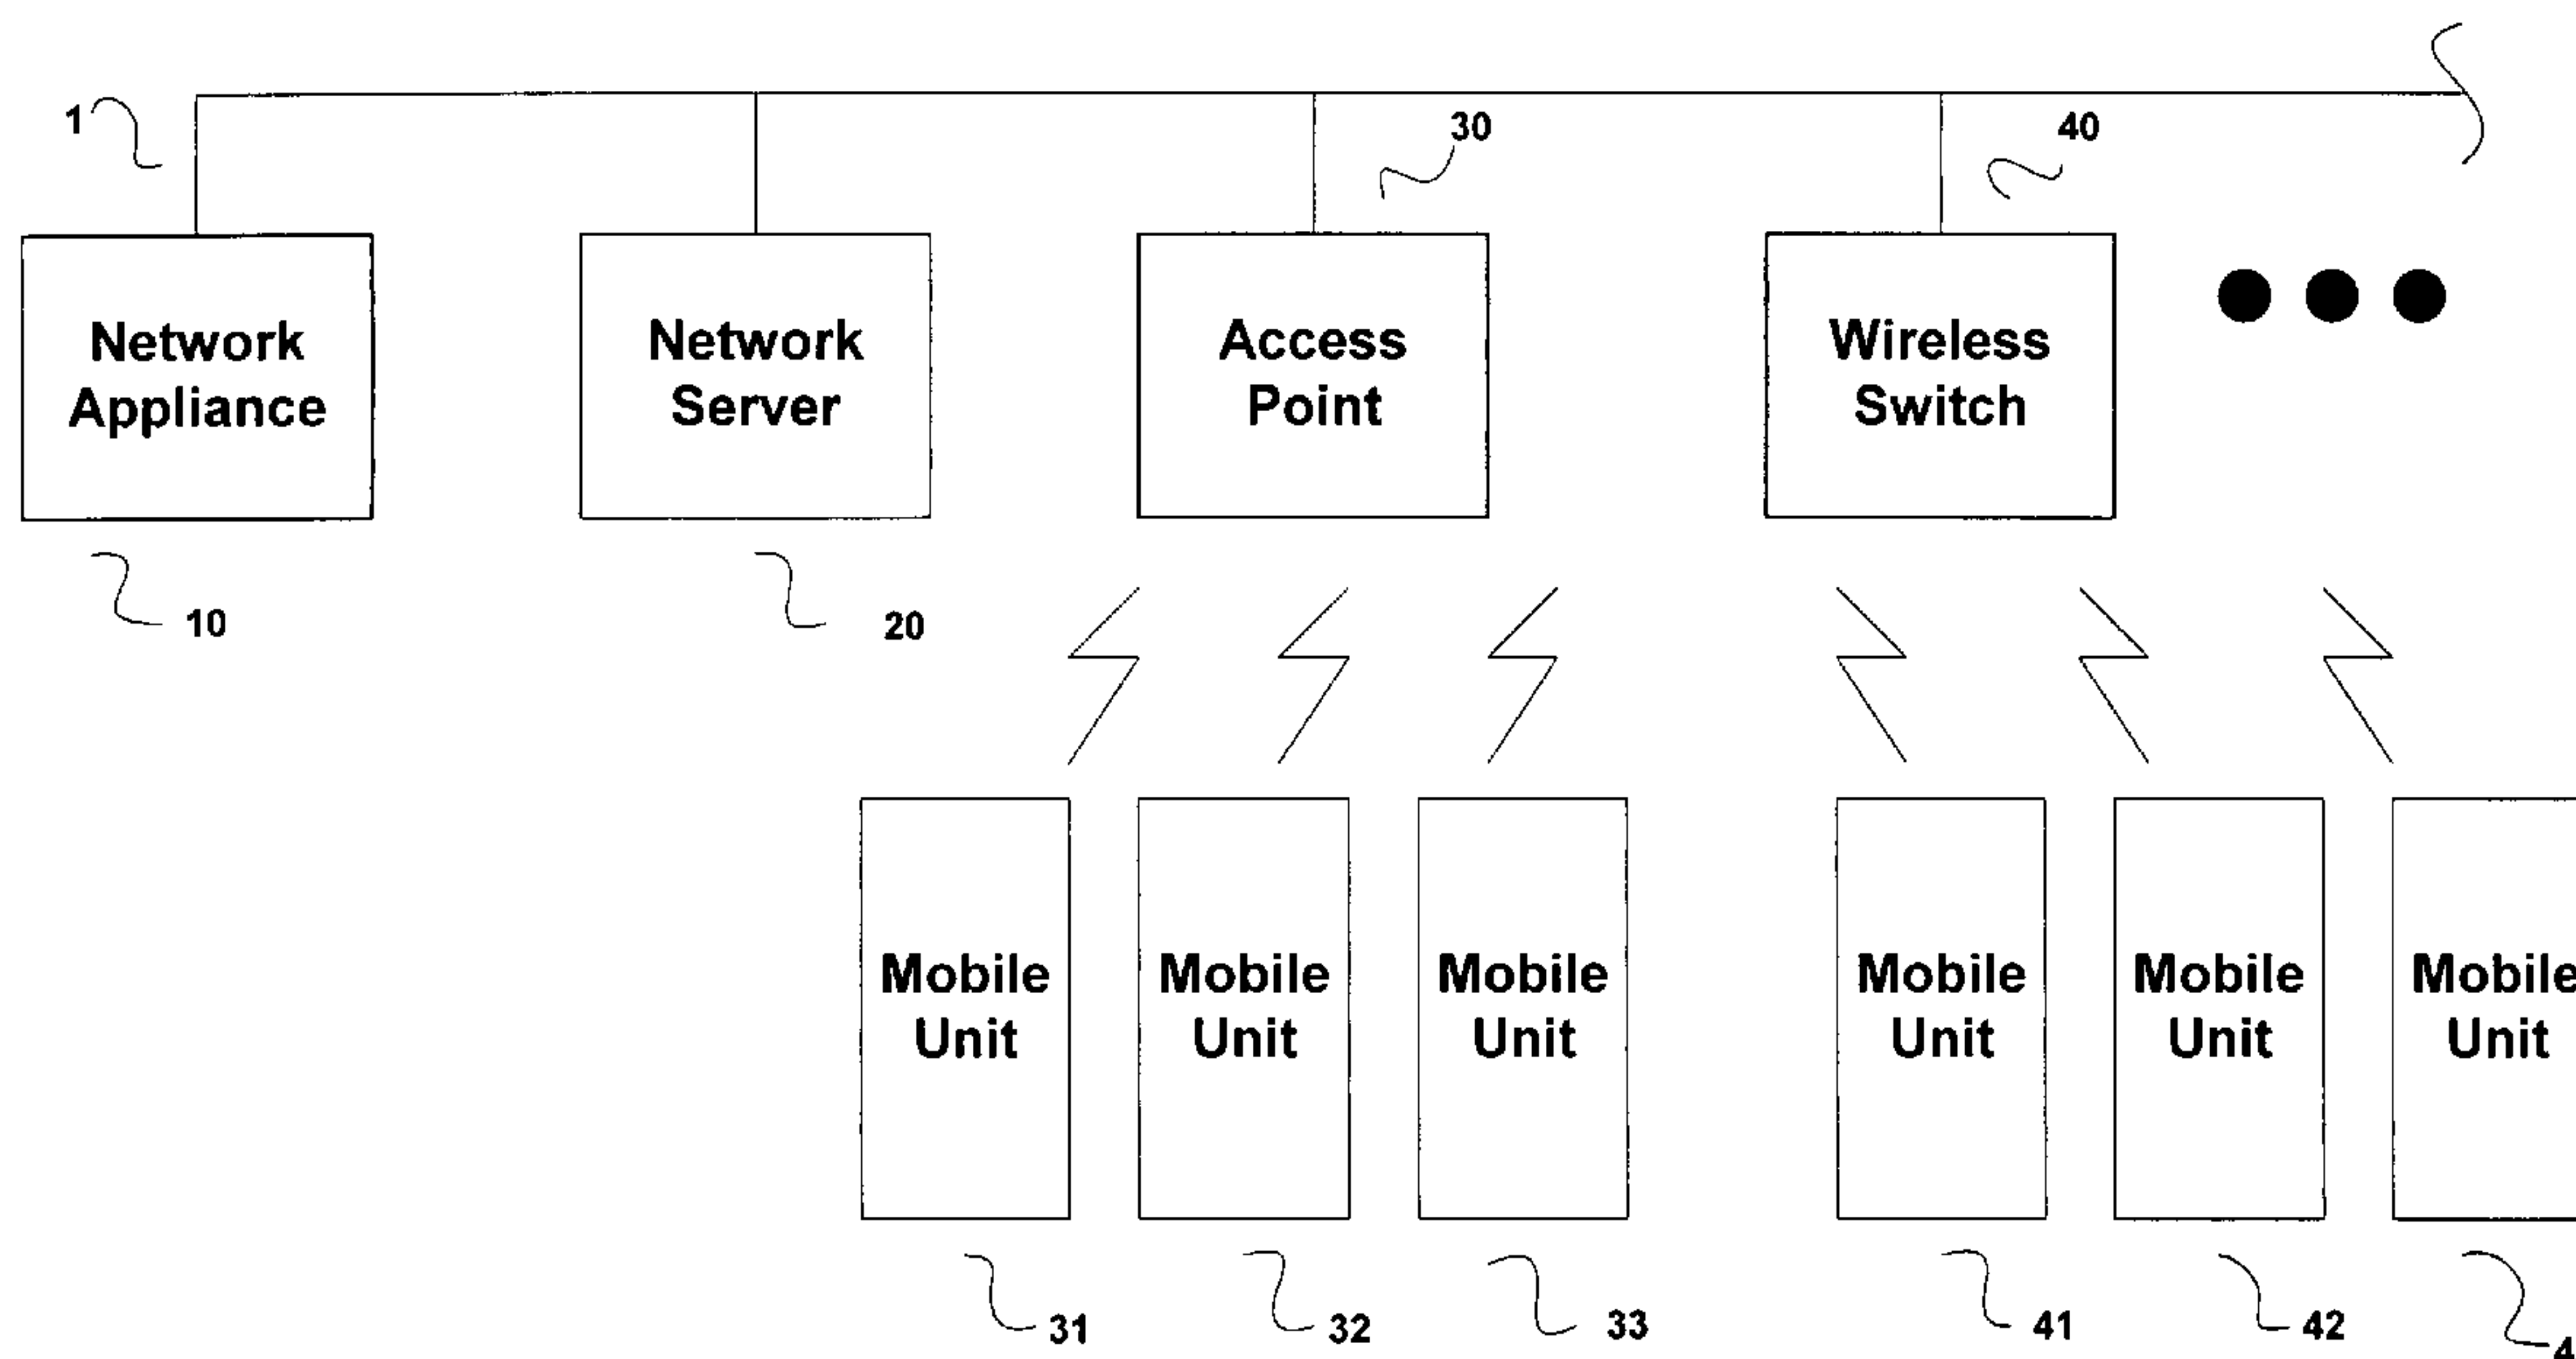 1
30
40
Network
Appliance
Network
Server
Access
Point
Wireless
Switch
10
20
Mobile
Unit
Mobile
Unit
Mobile
Unit
Mobile
Unit
Mobile
Unit
Mobile
Unit
31
32
33
41
42